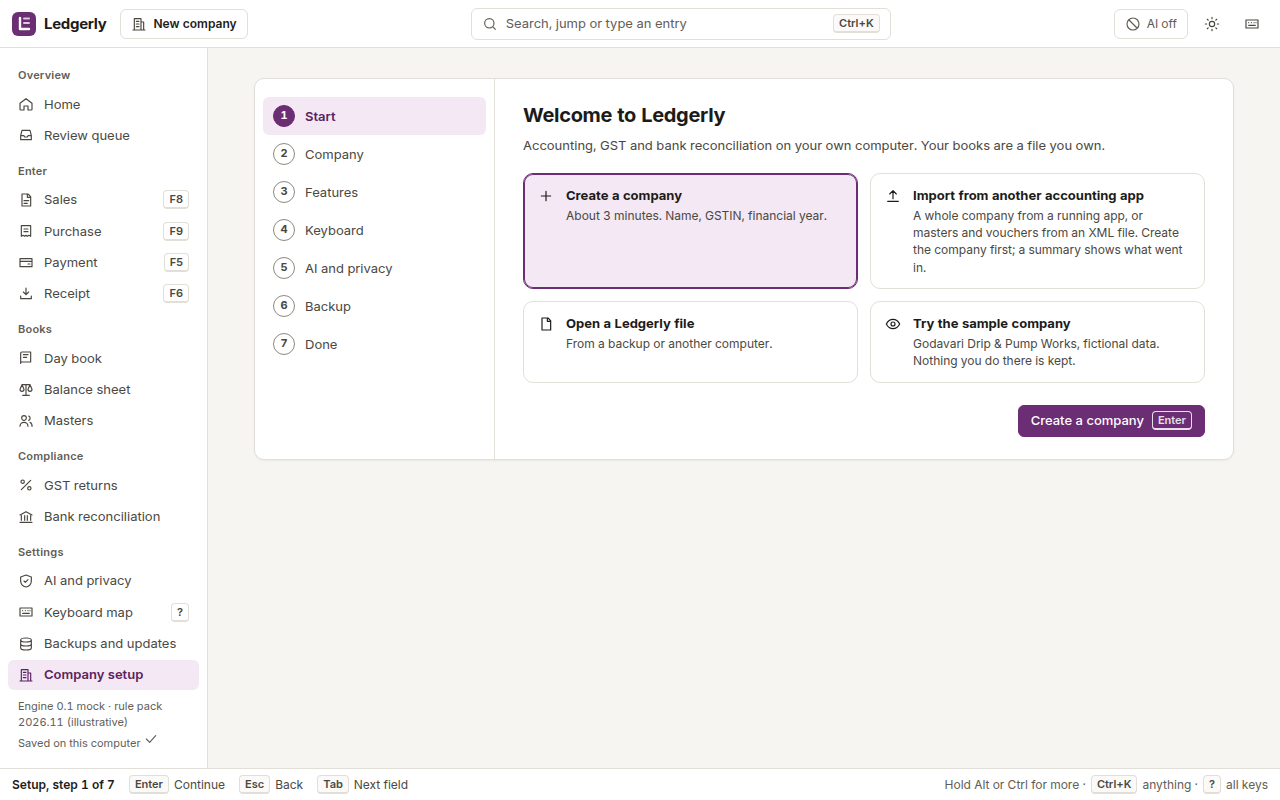 Ledgerly
New company
Search, jump or type an entry
Ctrl+K
AI off
Overview
Home
Review queue
Enter
Sales F8
Purchase F9
Payment F5
Receipt F6
Books
Day book
Balance sheet
Masters
Compliance
GST returns
Bank reconciliation
Settings
AI and privacy
Keyboard map ?
Backups and updates
Company setup
Engine 0.1 mock · rule pack
2026.11 (illustrative)
Saved on this computer
1 Start
2 Company
3 Features
4 Keyboard
5 AI and privacy
6 Backup
7 Done
Welcome to Ledgerly
Accounting, GST and bank reconciliation on your own computer. Your books are a file you own.
Create a company
About 3 minutes. Name, GSTIN, financial year.
Import from another accounting app
A whole company from a running app, or
masters and vouchers from an XML file. Create
the company first; a summary shows what went
in.
Open a Ledgerly file
From a backup or another computer.
Try the sample company
Godavari Drip & Pump Works, fictional data.
Nothing you do there is kept.
Create a company Enter
Setup, step 1 of 7 Enter Continue Esc Back Tab Next field
Hold Alt or Ctrl for more · Ctrl+K anything · ? all keys